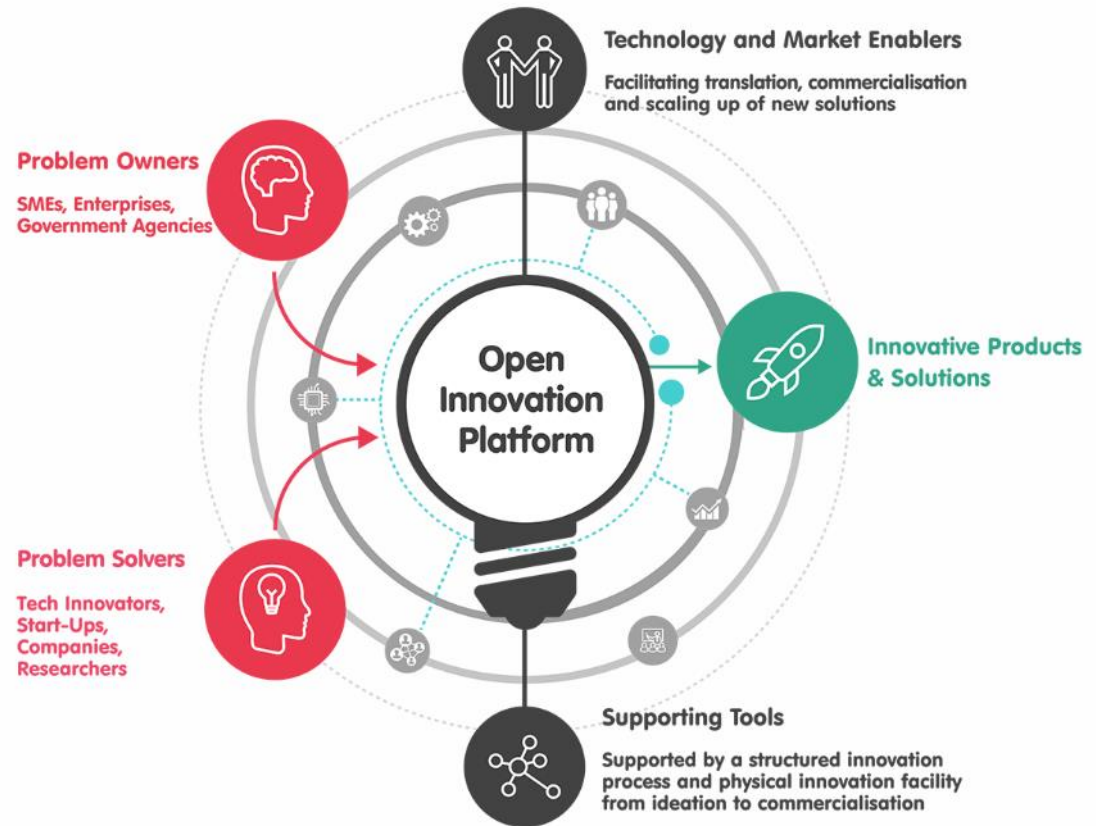 Technology and Market Enablers
Facilitating translation, commercialisation
and scaling up of new solutions
Problem Owners
SMEs, Enterprises,
Government Agencies
Open
Innovation
Platform
Innovative Products
& Solutions
Problem Solvers
Tech Innovators,
Start-Ups,
Companies,
Researchers
Supporting Tools
Supported by a structured innovation
process and physical innovation facility
from ideation to commercialisation